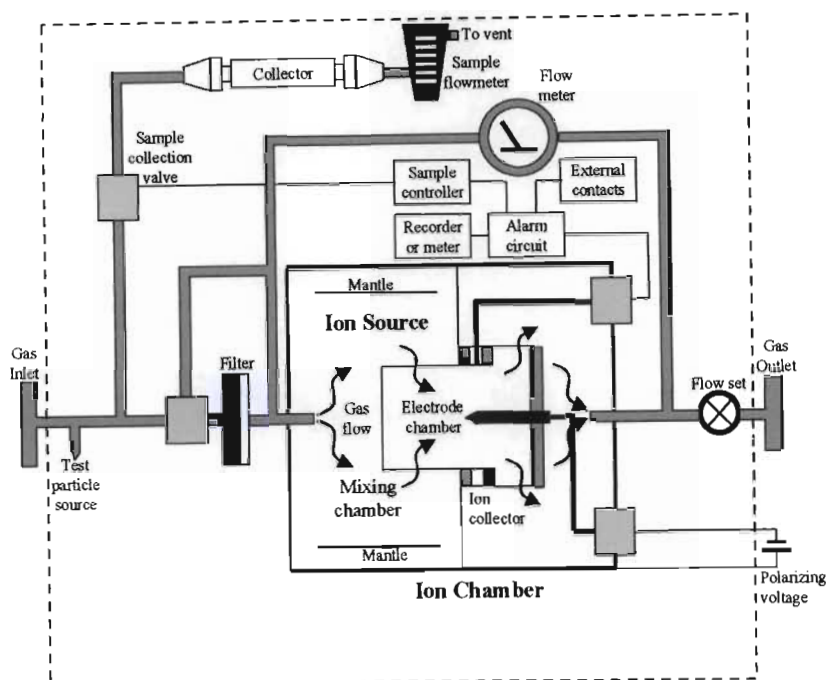 To vent
Collector
Sample
flowmeter
Flow
meter
Sample
collection
valve
Sample
controller
External
contacts
Recorder
or meter
Alarm
circuit
Mantle
Ion Source
Gas
Inlet
Filter
Gas
flow
Electrode
chamber
Flow set
Gas
Outlet
Test
particle
source
Mixing
chamber
Ion
collector
Mantle
Ion Chamber
Polarizing
voltage